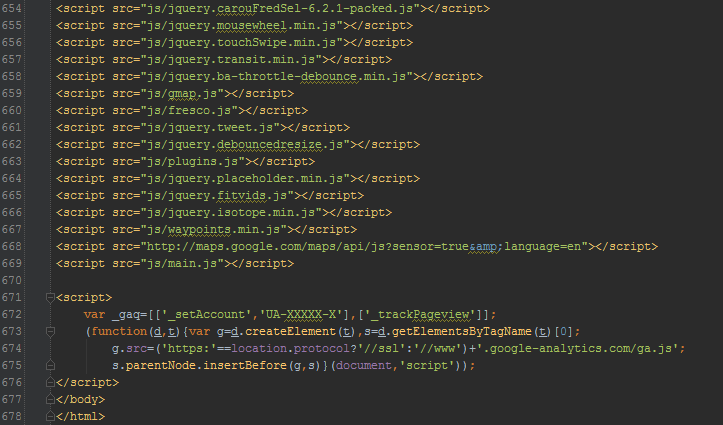 654 <script src="js/jquery.carouFredSel-6.2.1-packed.js"></script>
655 <script src="js/jquery.mousewheel.min.js"></script>
656 <script src="js/jquery.touchSwipe.min.js"></script>
657 <script src="js/jquery.transit.min.js"></script>
658 <script src="js/jquery.ba-throttle-debounce.min.js"></script>
659 <script src="js/gmap.js"></script>
660 <script src="js/fresco.js"></script>
661 <script src="js/jquery.tweet.js"></script>
662 <script src="js/jquery.debouncedresize.js"></script>
663 <script src="js/plugins.js"></script>
664 <script src="js/jquery.placeholder.min.js"></script>
665 <script src="js/jquery.fitvids.js"></script>
666 <script src="js/jquery.isotope.min.js"></script>
667 <script src="js/waypoints.min.js"></script>
668 <script src="http://maps.google.com/maps/api/js?sensor=true&amp;language=en"></script>
669 <script src="js/main.js"></script>
670
671 <script>
672     var _gaq=[['_setAccount','UA-XXXXX-X'],['_trackPageview']];
673     (function(d,t){var g=d.createElement(t),s=d.getElementsByTagName(t)[0];
674         g.src=('https:'==location.protocol?'//ssl':'//www')+'.google-analytics.com/ga.js';
675         s.parentNode.insertBefore(g,s)}(document,'script'));
676 </script>
677 </body>
678 </html>